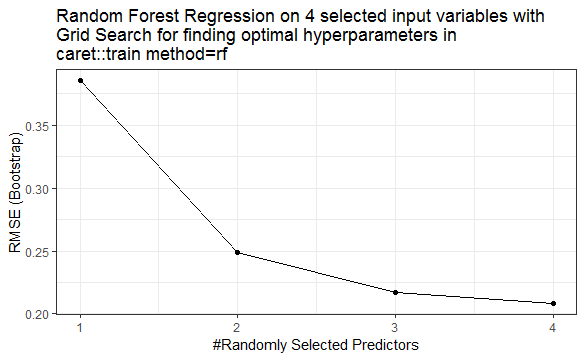 Random Forest Regression on 4 selected input variables with
Grid Search for finding optimal hyperparameters in
caret::train method=rf
RMSE (Bootstrap)
0.35
0.30
0.25
0.20
1 2 3 4
#Randomly Selected Predictors